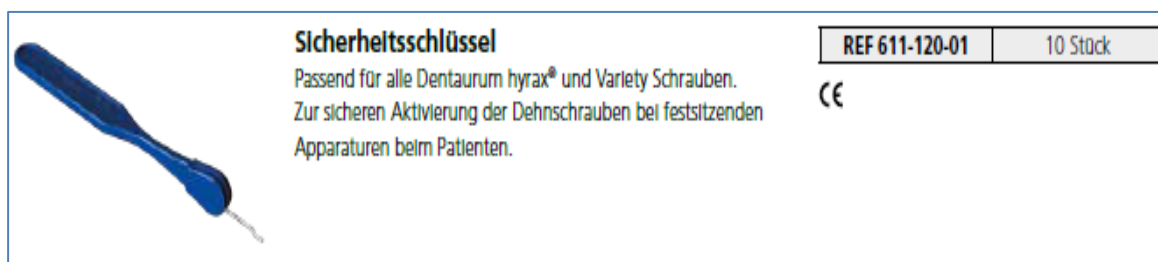 Sicherheitsschlüssel
Passend für alle Dentaurum hyrax® und Variety Schrauben.
Zur sicheren Aktivierung der Dehnschrauben bei festsitzenden
Apparaturen beim Patienten.
REF 611-120-01 10 Stück
CE